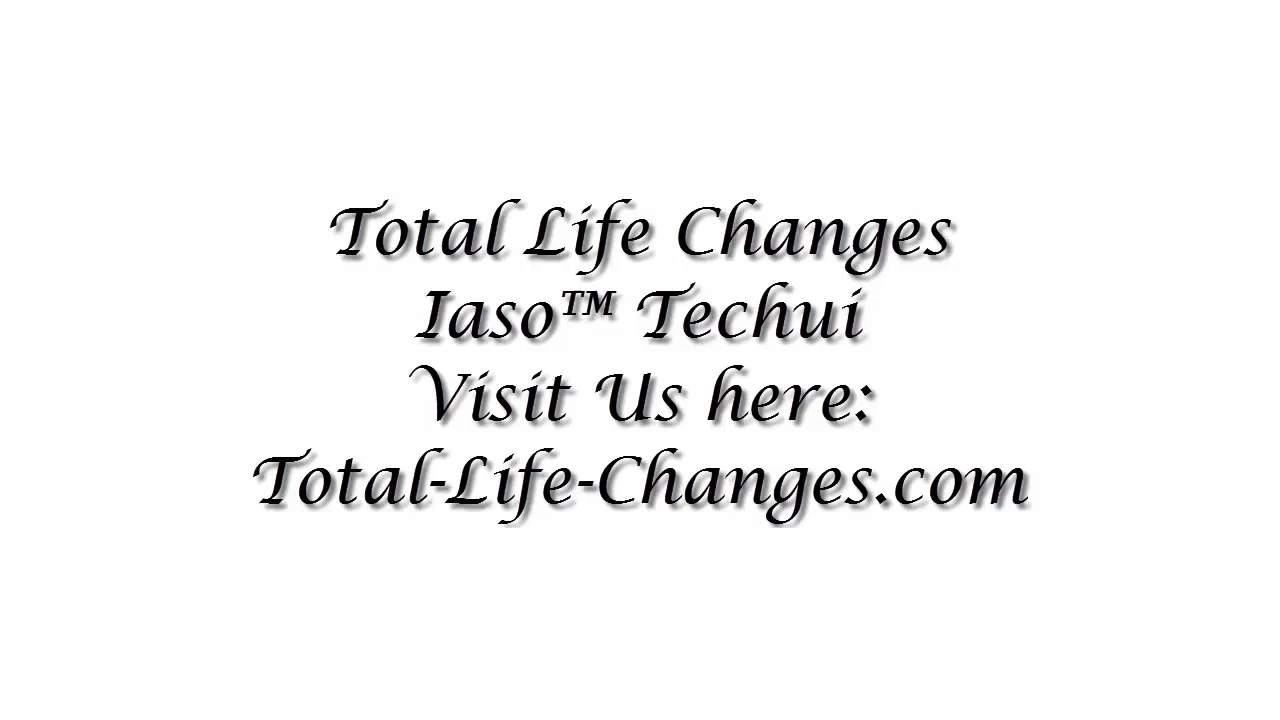 Total Life Changes
Iaso™ Techui
Visit Us here:
Total-Life-Changes.com